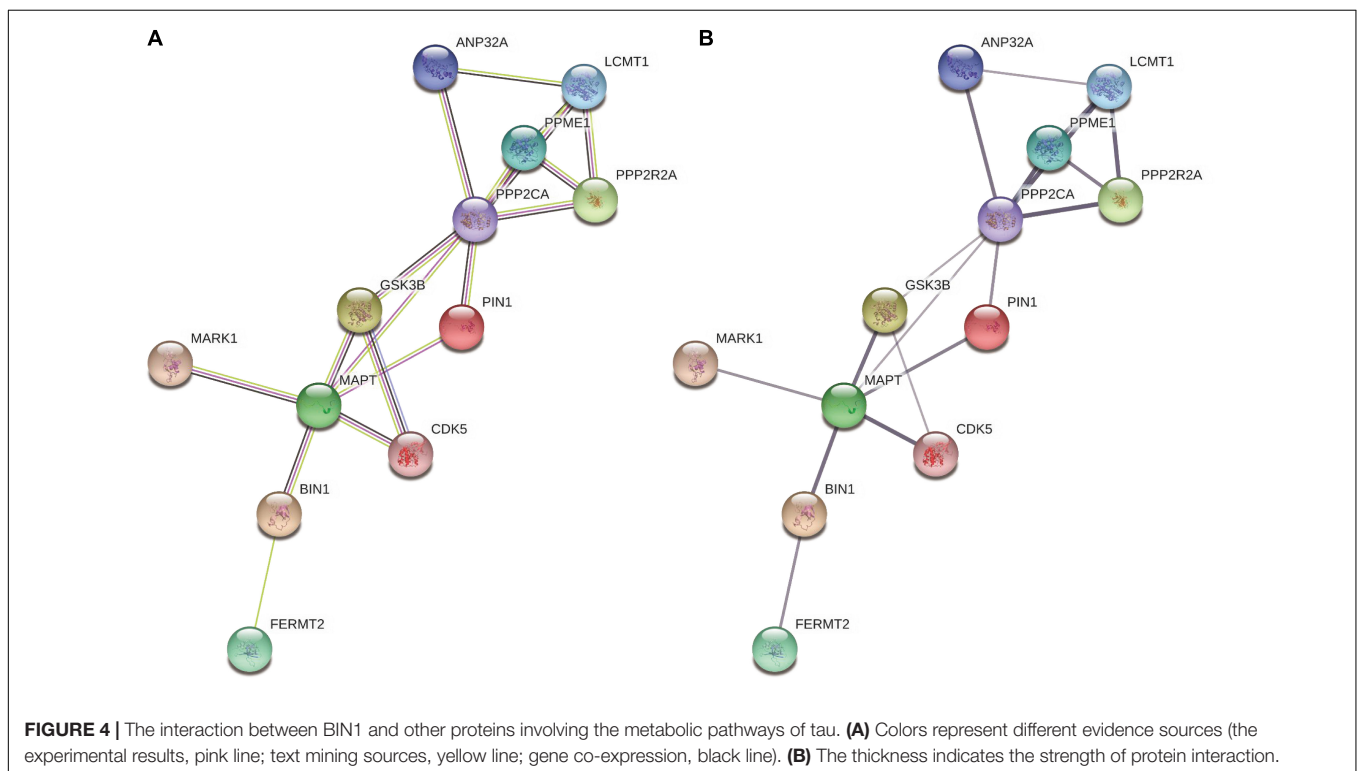 A
B
ANP32A
LCMT1
PPME1
PPP2R2A
PPP2CA
GSK3B
PIN1
MARK1
MAPT
CDK5
BIN1
FERMT2
ANP32A
LCMT1
PPME1
PPP2R2A
PPP2CA
GSK3B
PIN1
MARK1
MAPT
CDK5
BIN1
FERMT2
FIGURE 4 | The interaction between BIN1 and other proteins involving the metabolic pathways of tau. (A) Colors represent different evidence sources (the
experimental results, pink line; text mining sources, yellow line; gene co-expression, black line). (B) The thickness indicates the strength of protein interaction.